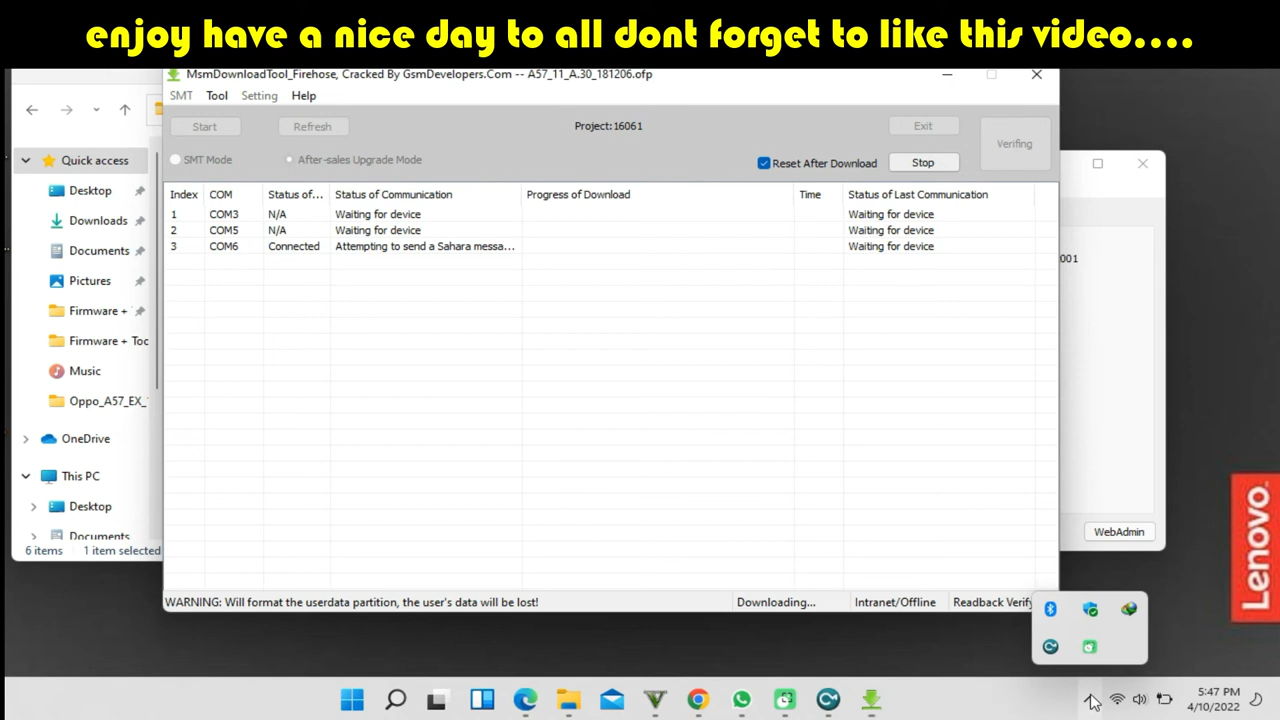 enjoy have a nice day to all dont forget to like this video....
MsmDownloadTool_Firehose, Cracked By GsmDevelopers.Com -- A57_11_A.30_181206.ofp
SMT Tool Setting Help
Start Refresh Project:16061 Exit Verifing
SMT Mode After-sales Upgrade Mode Reset After Download Stop
Index COM Status of... Status of Communication Progress of Download Time Status of Last Communication
1 COM3 N/A Waiting for device Waiting for device
2 COM5 N/A Waiting for device Waiting for device
3 COM6 Connected Attempting to send a Sahara messa... Waiting for device
WARNING: Will format the userdata partition, the user's data will be lost! Downloading... Intranet/Offline Readback Verify
Quick access
Desktop
Downloads
Documents
Pictures
Firmware +
Firmware + Toc
Music
Oppo_A57_EX_
OneDrive
This PC
Desktop
Documents
6 items 1 item selected
001
WebAdmin
Lenovo
5:47 PM
4/10/2022